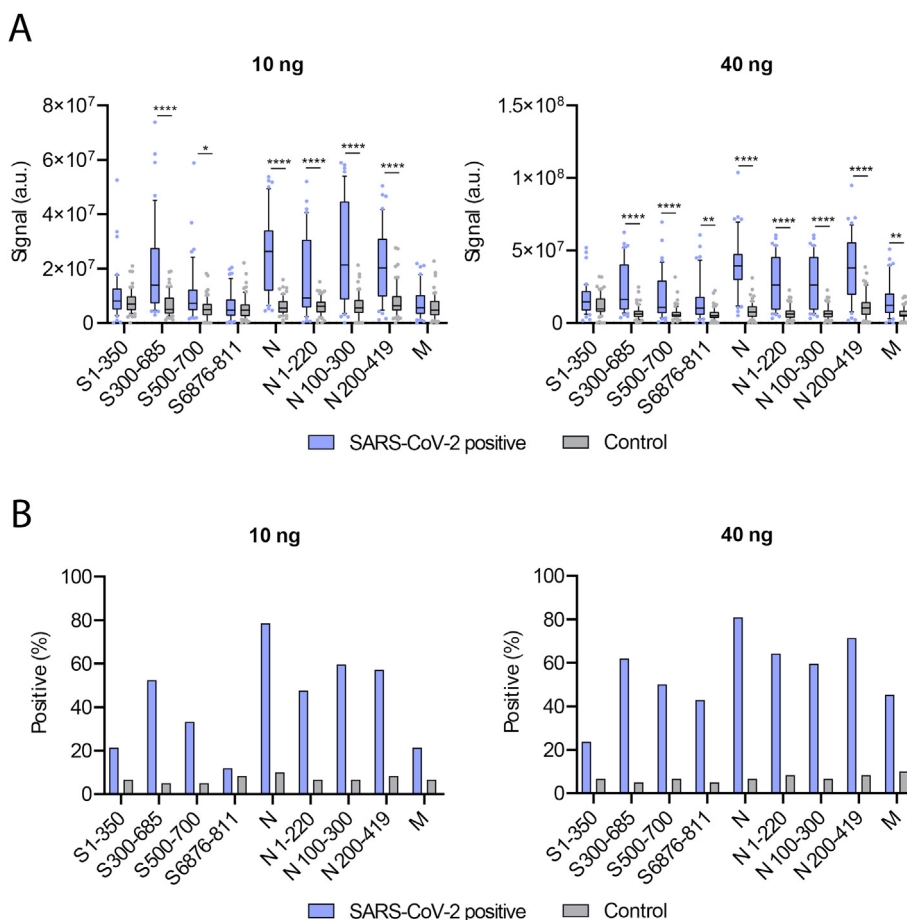 A
10 ng
40 ng
Signal (a.u.)
8×10⁷
6×10⁷
4×10⁷
2×10⁷
0
**** * **** **** **** ****
S1-350
S300-685
S500-700
S6876-811
N
N 1-220
N 100-300
N 200-419
M
Signal (a.u.)
1.5×10⁸
1×10⁸
5×10⁷
0
**** **** ** **** **** **** **** **
S1-350
S300-685
S500-700
S6876-811
N
N 1-220
N 100-300
N 200-419
M
SARS-CoV-2 positive Control
B
10 ng
40 ng
Positive (%)
100
80
60
40
20
0
S1-350
S300-685
S500-700
S6876-811
N
N 1-220
N 100-300
N 200-419
M
Positive (%)
100
80
60
40
20
0
S1-350
S300-685
S500-700
S6876-811
N
N 1-220
N 100-300
N 200-419
M
SARS-CoV-2 positive Control